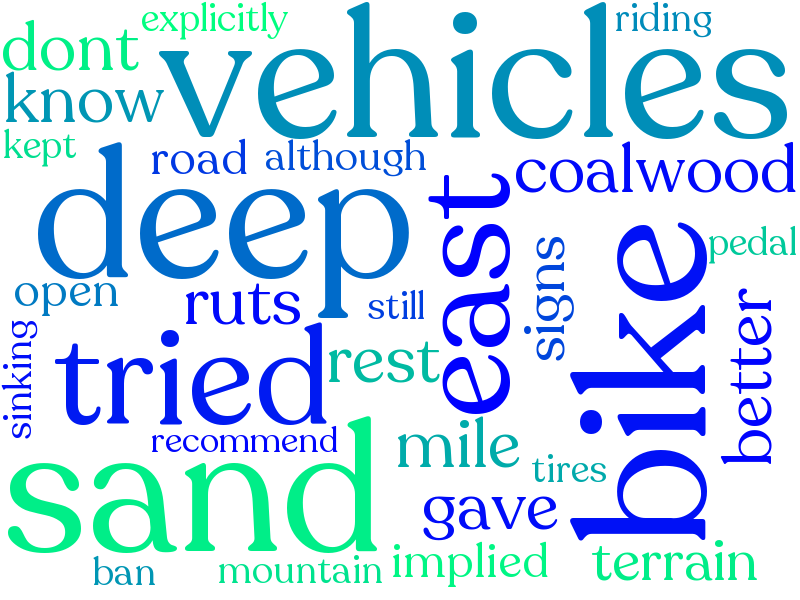 explicitly
riding
dont
vehicles
know
kept
road
although
coalwood
deep
east
bike
signs
pedal
open
ruts
still
better
sinking
tried
rest
recommend
mile
tires
sand
gave
ban
mountain
implied
terrain